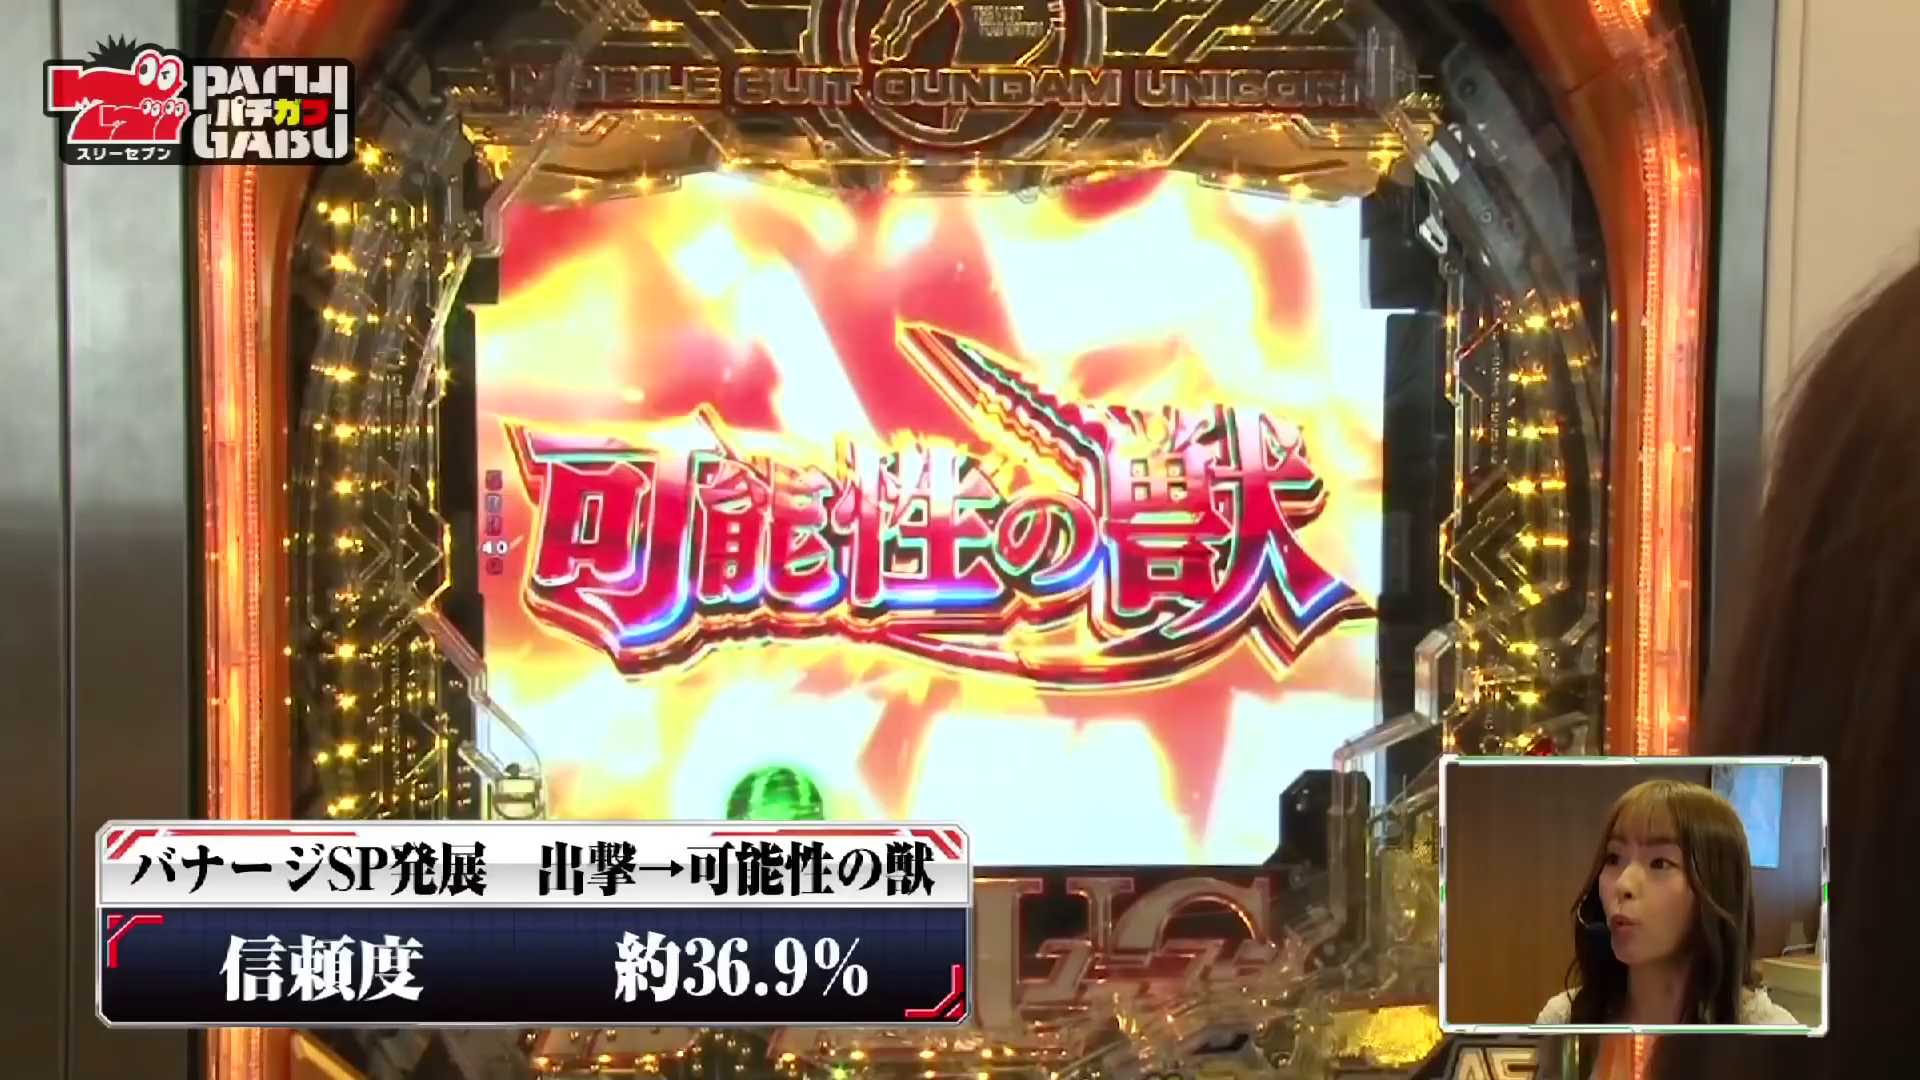 777
PACHI
パチガブ
GABU
スリーセブン
MOBILE SUIT GUNDAM UNICORN
可能性の獣
40
バナージSP発展 出撃→可能性の獣
信頼度 約36.9%